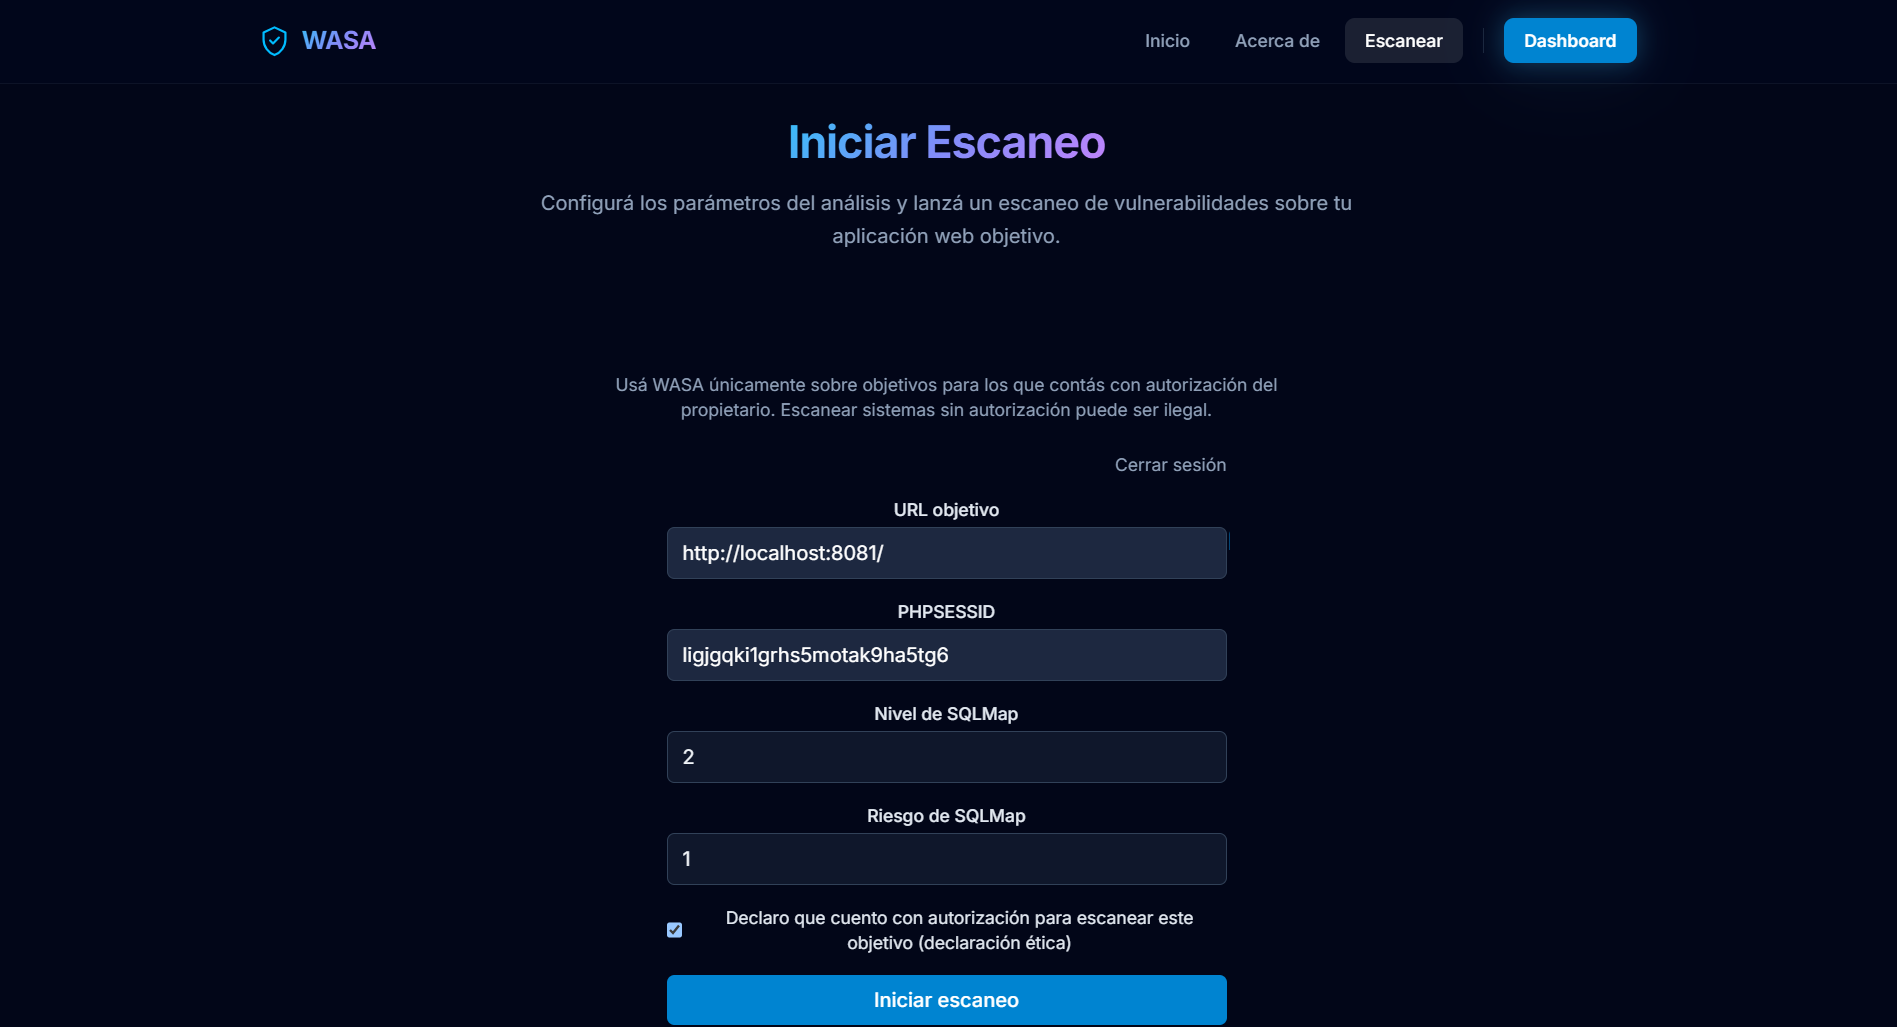 WASA
Inicio
Acerca de
Escanear
Dashboard
Iniciar Escaneo
Configurá los parámetros del análisis y lanzá un escaneo de vulnerabilidades sobre tu
aplicación web objetivo.
Usá WASA únicamente sobre objetivos para los que contás con autorización del
propietario. Escanear sistemas sin autorización puede ser ilegal.
Cerrar sesión
URL objetivo
http://localhost:8081/
PHPSESSID
ligjgqki1grhs5motak9ha5tg6
Nivel de SQLMap
2
Riesgo de SQLMap
1
Declaro que cuento con autorización para escanear este
objetivo (declaración ética)
Iniciar escaneo